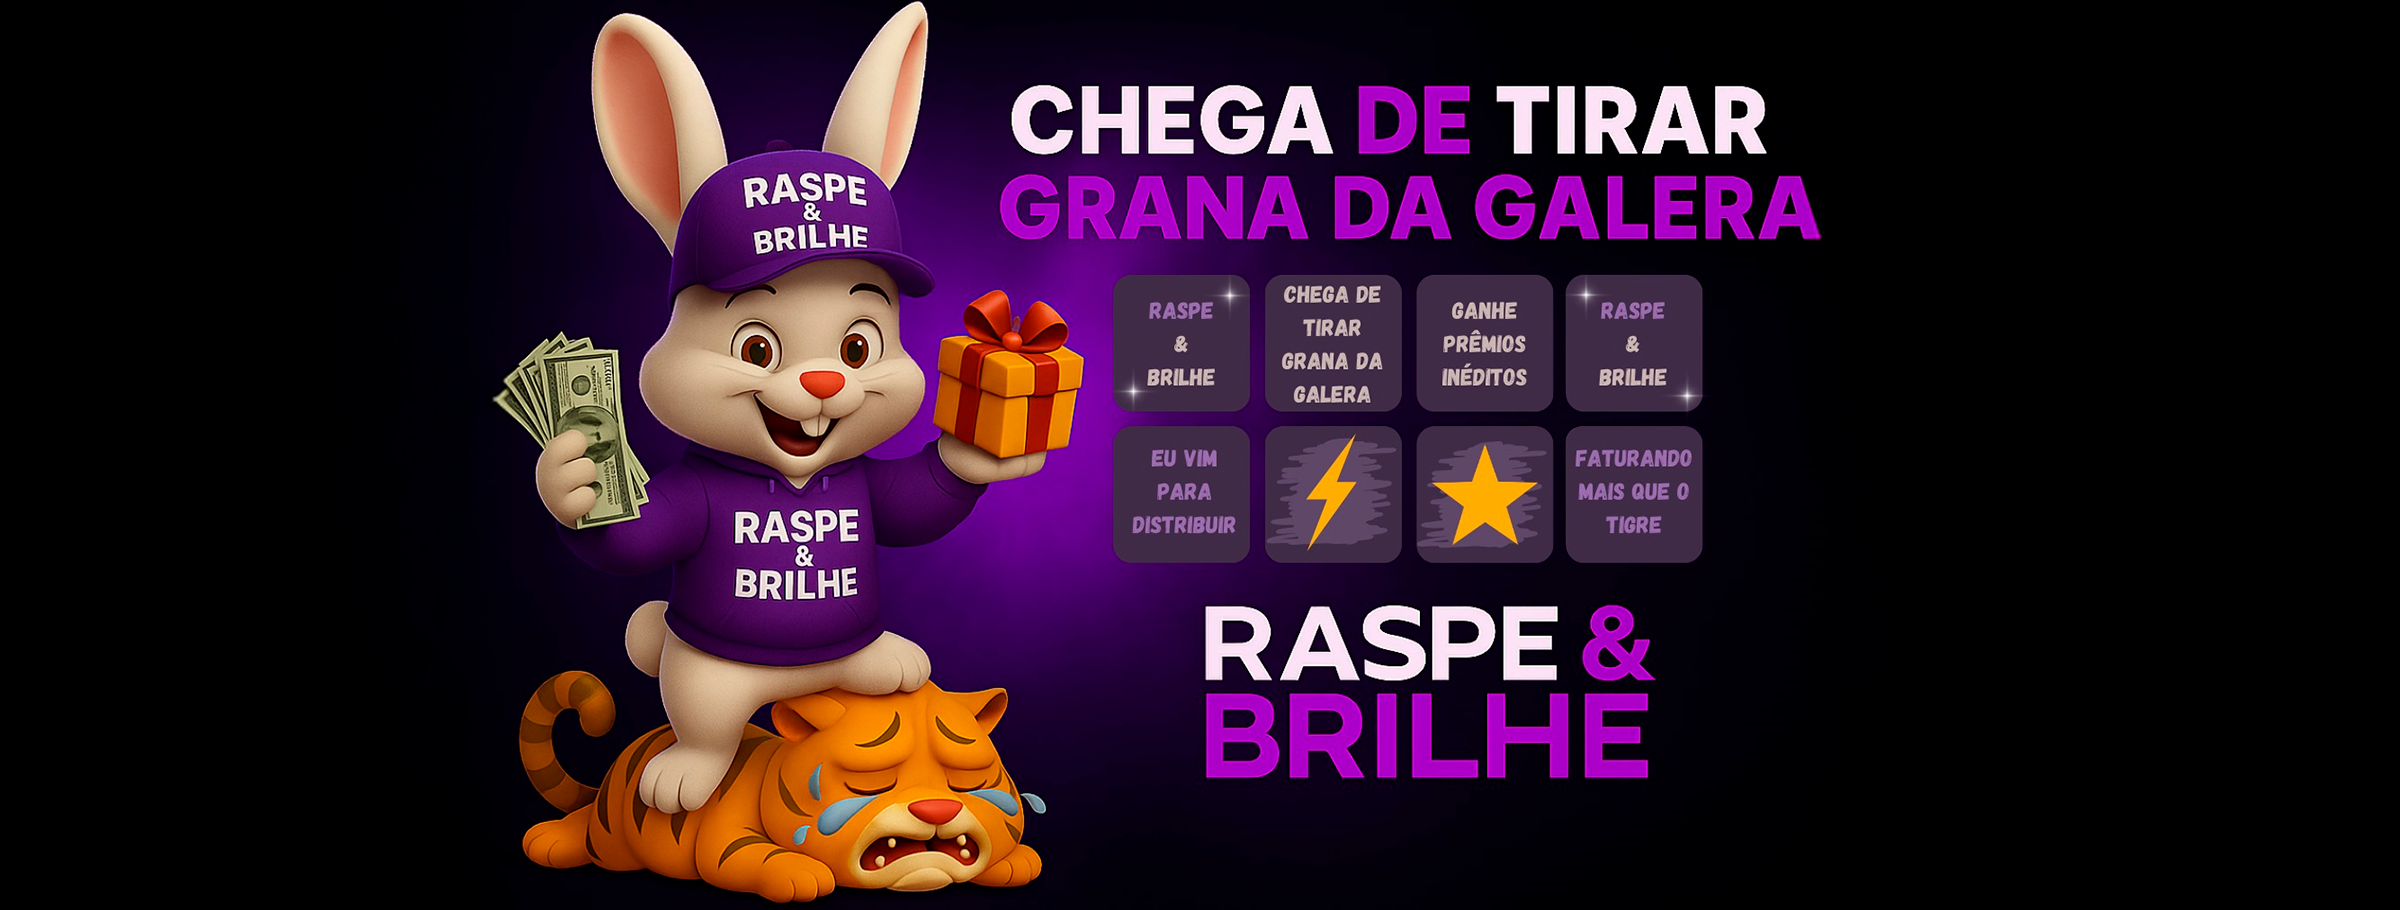 RASPE
&
BRILHE
RASPE
&
BRILHE
CHEGA DE TIRAR
GRANA DA GALERA
RASPE
&
BRILHE
CHEGA DE
TIRAR
GRANA DA
GALERA
GANHE
PRÊMIOS
INÉDITOS
RASPE
&
BRILHE
EU VIM
PARA
DISTRIBUIR
FATURANDO
MAIS QUE O
TIGRE
RASPE &
BRILHE